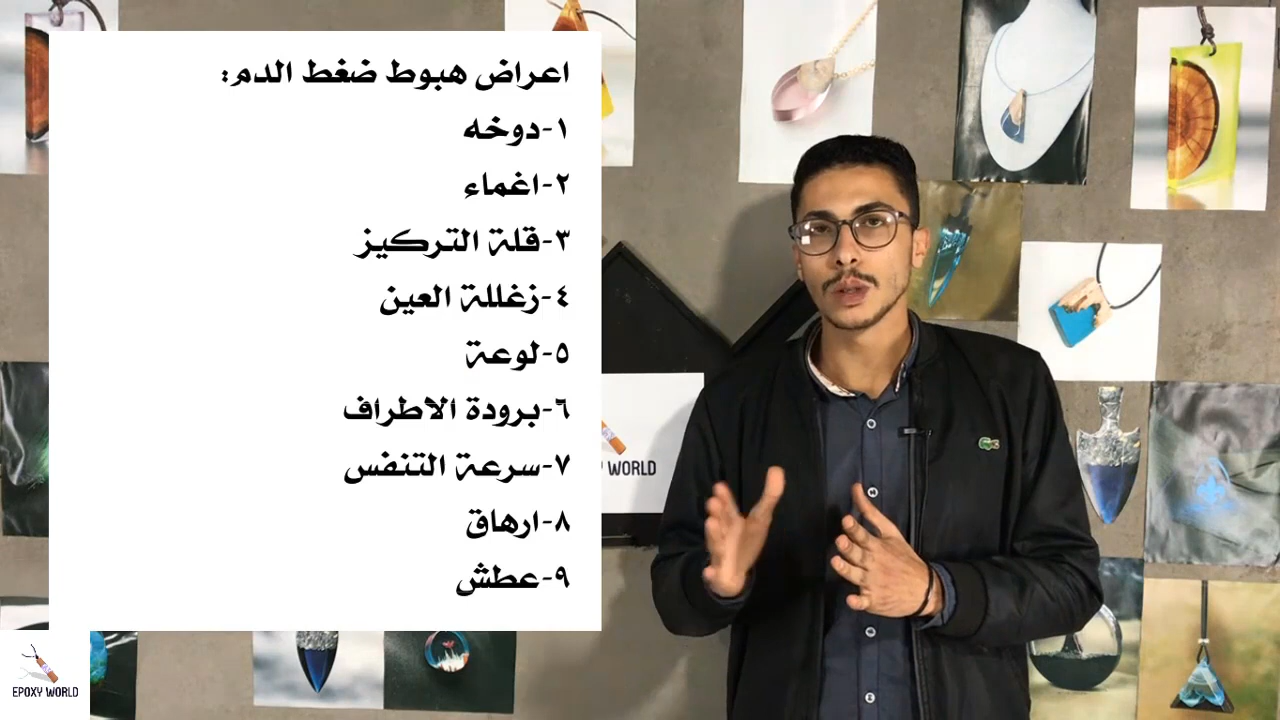 اعراض هبوط ضغط الدم:
١-دوخه
٢-اغماء
٣-قلة التركيز
٤-زغللة العين
٥-لوعة
٦-برودة الاطراف
٧-سرعة التنفس
٨-ارهاق
٩-عطش
WORLD
EPOXY WORLD